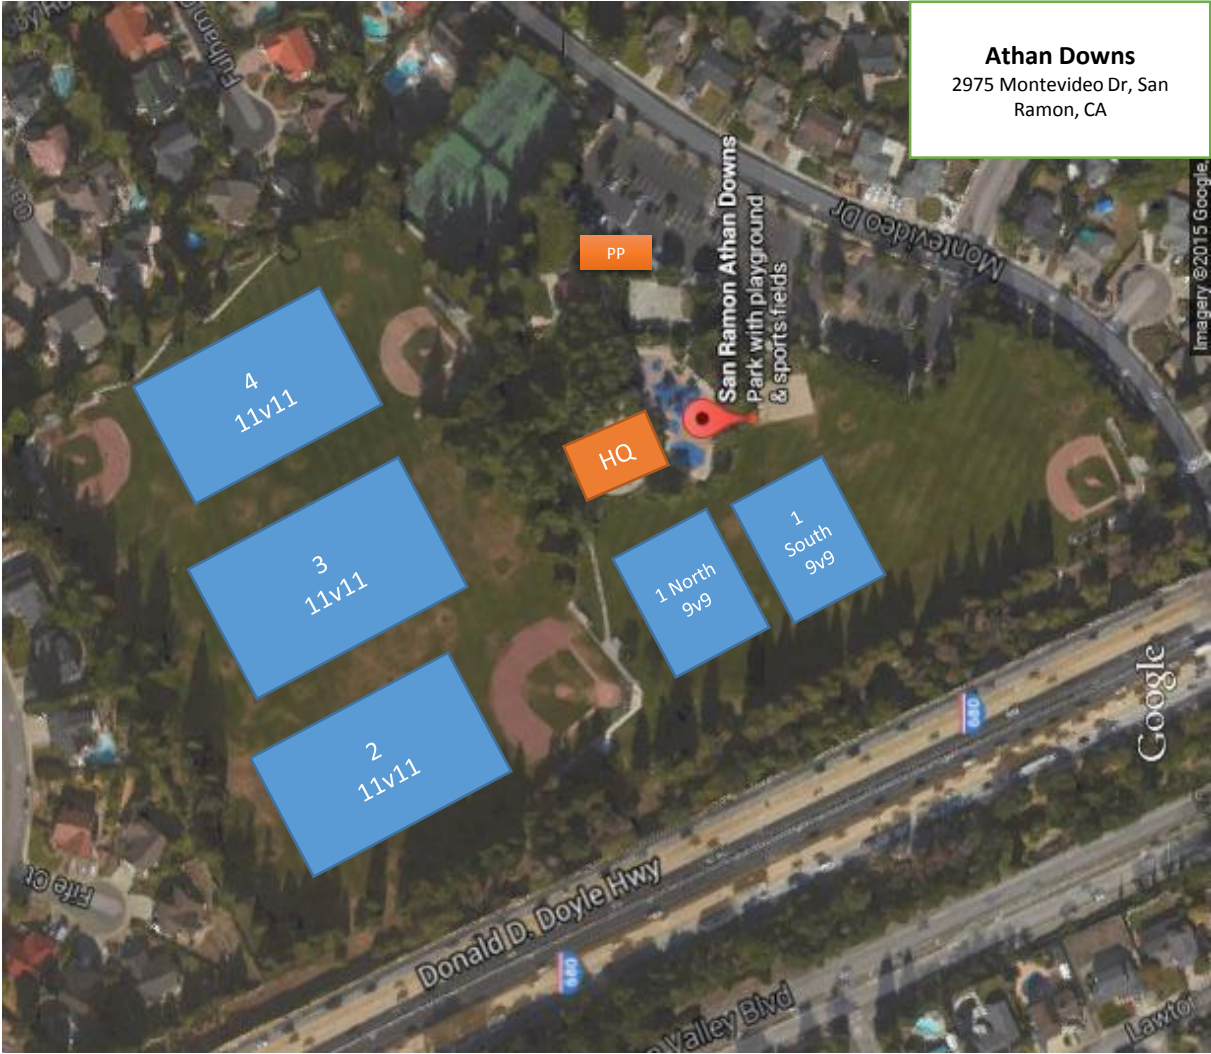 Athan Downs
2975 Montevideo Dr, San
Ramon, CA
Fulham C
Montevideo Dr
Imagery ©2015 Google,
PP
San Ramon Athan Downs
Park with playground
& sports fields
4
11v11
HQ
3
11v11
1 North
9v9
1
South
9v9
2
11v11
680
Google
Fife Ct
Donald D. Doyle Hwy
680
Valley Blvd